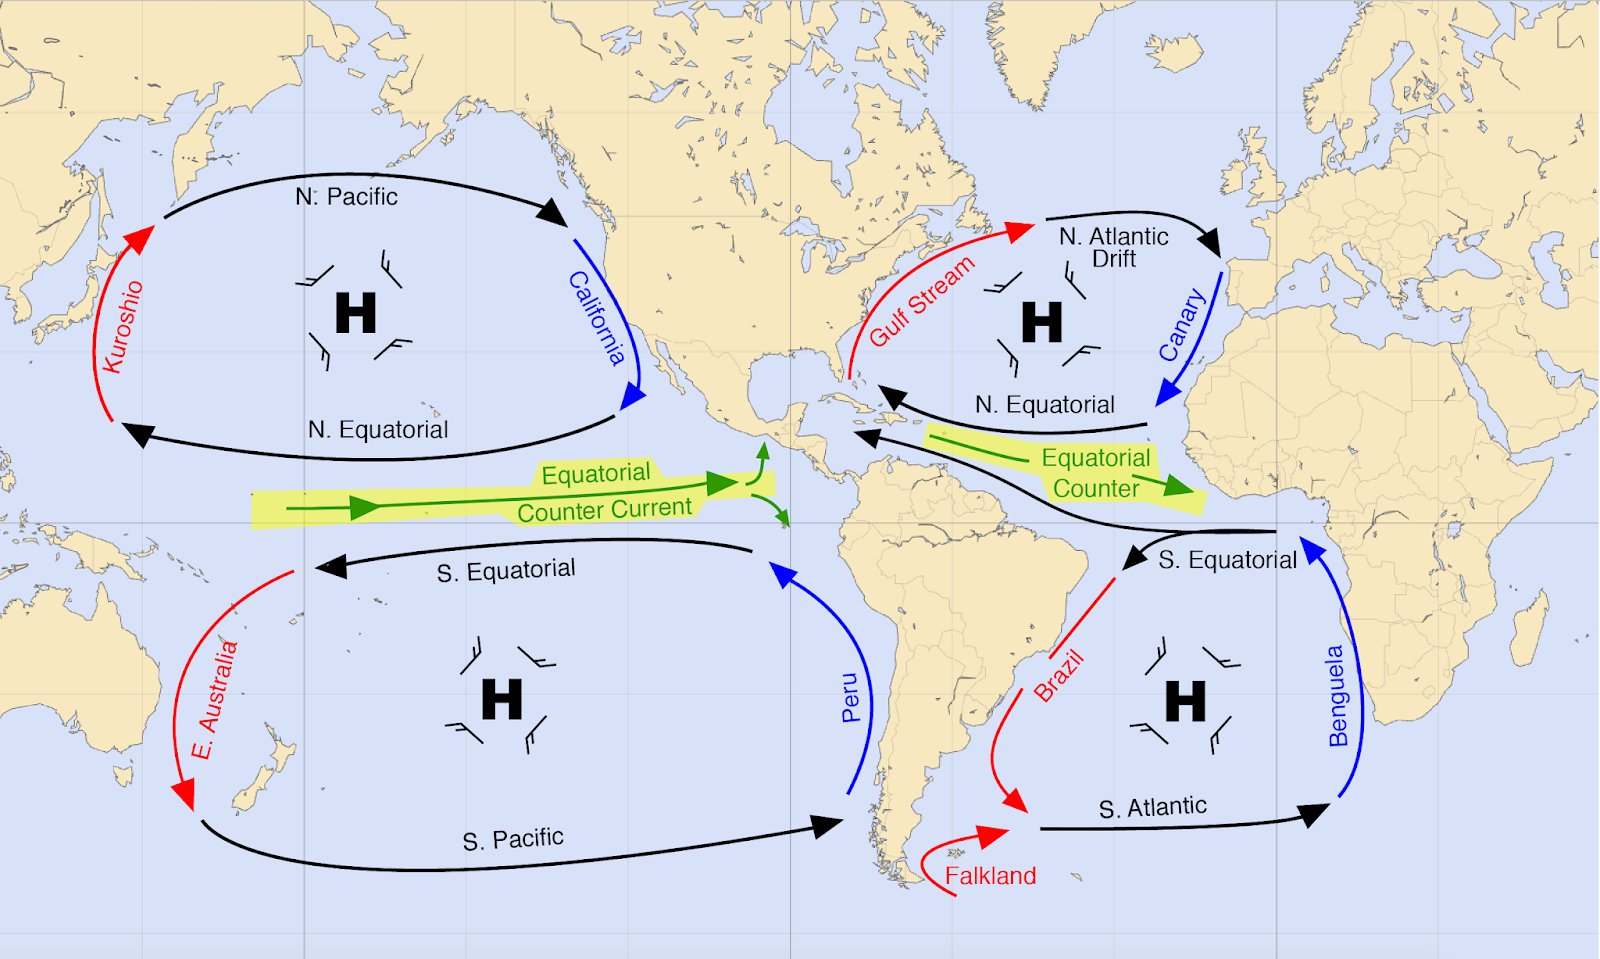 N. Pacific
Kuroshio
H
California
N. Equatorial
N. Atlantic
Drift
Gulf Stream
H
Canary
N. Equatorial
Equatorial
Counter Current
Equatorial
Counter
S. Equatorial
E. Australia
H
Peru
S. Pacific
S. Equatorial
Brazil
H
Benguela
S. Atlantic
Falkland